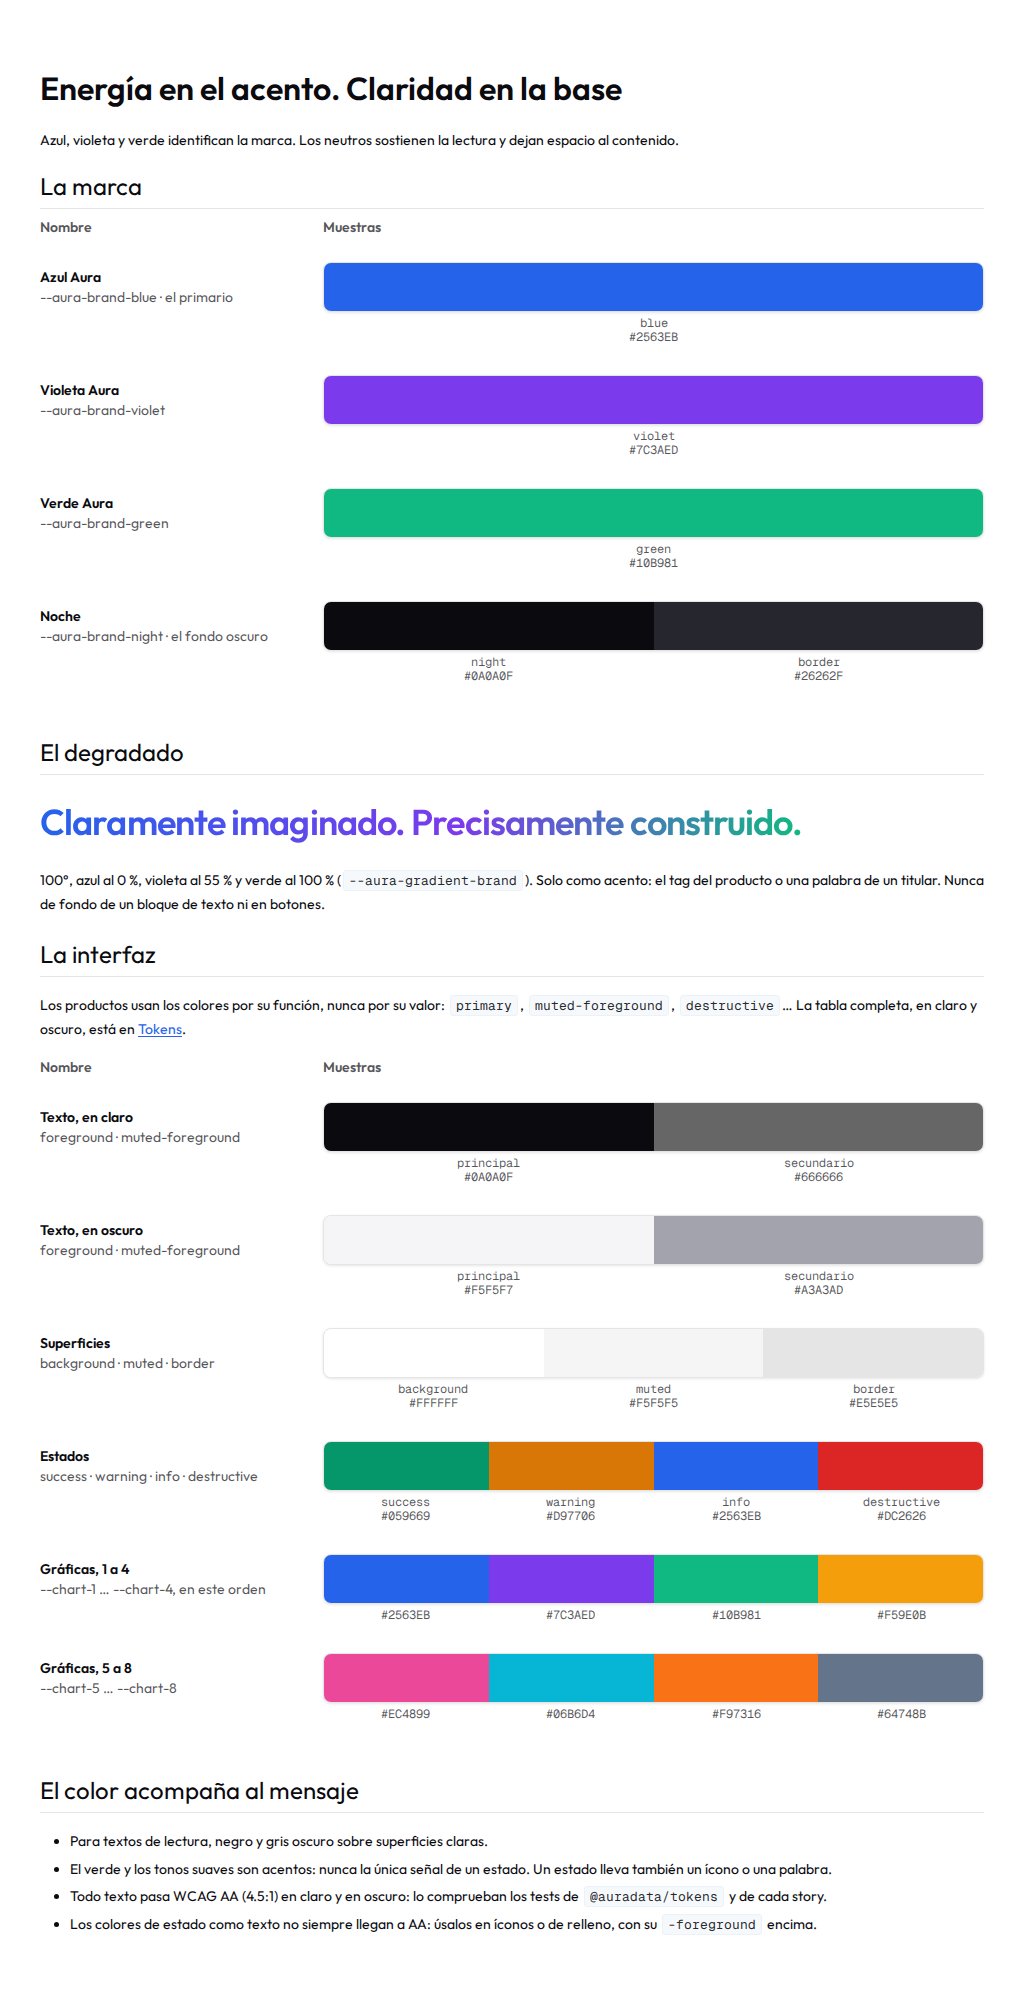 Energía en el acento. Claridad en la base
Azul, violeta y verde identifican la marca. Los neutros sostienen la lectura y dejan espacio al contenido.
La marca
Nombre Muestras
Azul Aura
--aura-brand-blue · el primario
blue
#2563EB
Violeta Aura
--aura-brand-violet
violet
#7C3AED
Verde Aura
--aura-brand-green
green
#10B981
Noche
--aura-brand-night · el fondo oscuro
night border
#0A0A0F #26262F
El degradado
Claramente imaginado. Precisamente construido.
100°, azul al 0 %, violeta al 55 % y verde al 100 % ( --aura-gradient-brand ). Solo como acento: el tag del producto o una palabra de un titular. Nunca
de fondo de un bloque de texto ni en botones.
La interfaz
Los productos usan los colores por su función, nunca por su valor: primary , muted-foreground , destructive … La tabla completa, en claro y
oscuro, está en Tokens.
Nombre Muestras
Texto, en claro
foreground · muted-foreground
principal secundario
#0A0A0F #666666
Texto, en oscuro
foreground · muted-foreground
principal secundario
#F5F5F7 #A3A3AD
Superficies
background · muted · border
background muted border
#FFFFFF #F5F5F5 #E5E5E5
Estados
success · warning · info · destructive
success warning info destructive
#059669 #D97706 #2563EB #DC2626
Gráficas, 1 a 4
--chart-1 … --chart-4, en este orden
#2563EB #7C3AED #10B981 #F59E0B
Gráficas, 5 a 8
--chart-5 … --chart-8
#EC4899 #06B6D4 #F97316 #64748B
El color acompaña al mensaje
• Para textos de lectura, negro y gris oscuro sobre superficies claras.
• El verde y los tonos suaves son acentos: nunca la única señal de un estado. Un estado lleva también un ícono o una palabra.
• Todo texto pasa WCAG AA (4.5:1) en claro y en oscuro: lo comprueban los tests de @auradata/tokens y de cada story.
• Los colores de estado como texto no siempre llegan a AA: úsalos en íconos o de relleno, con su -foreground encima.